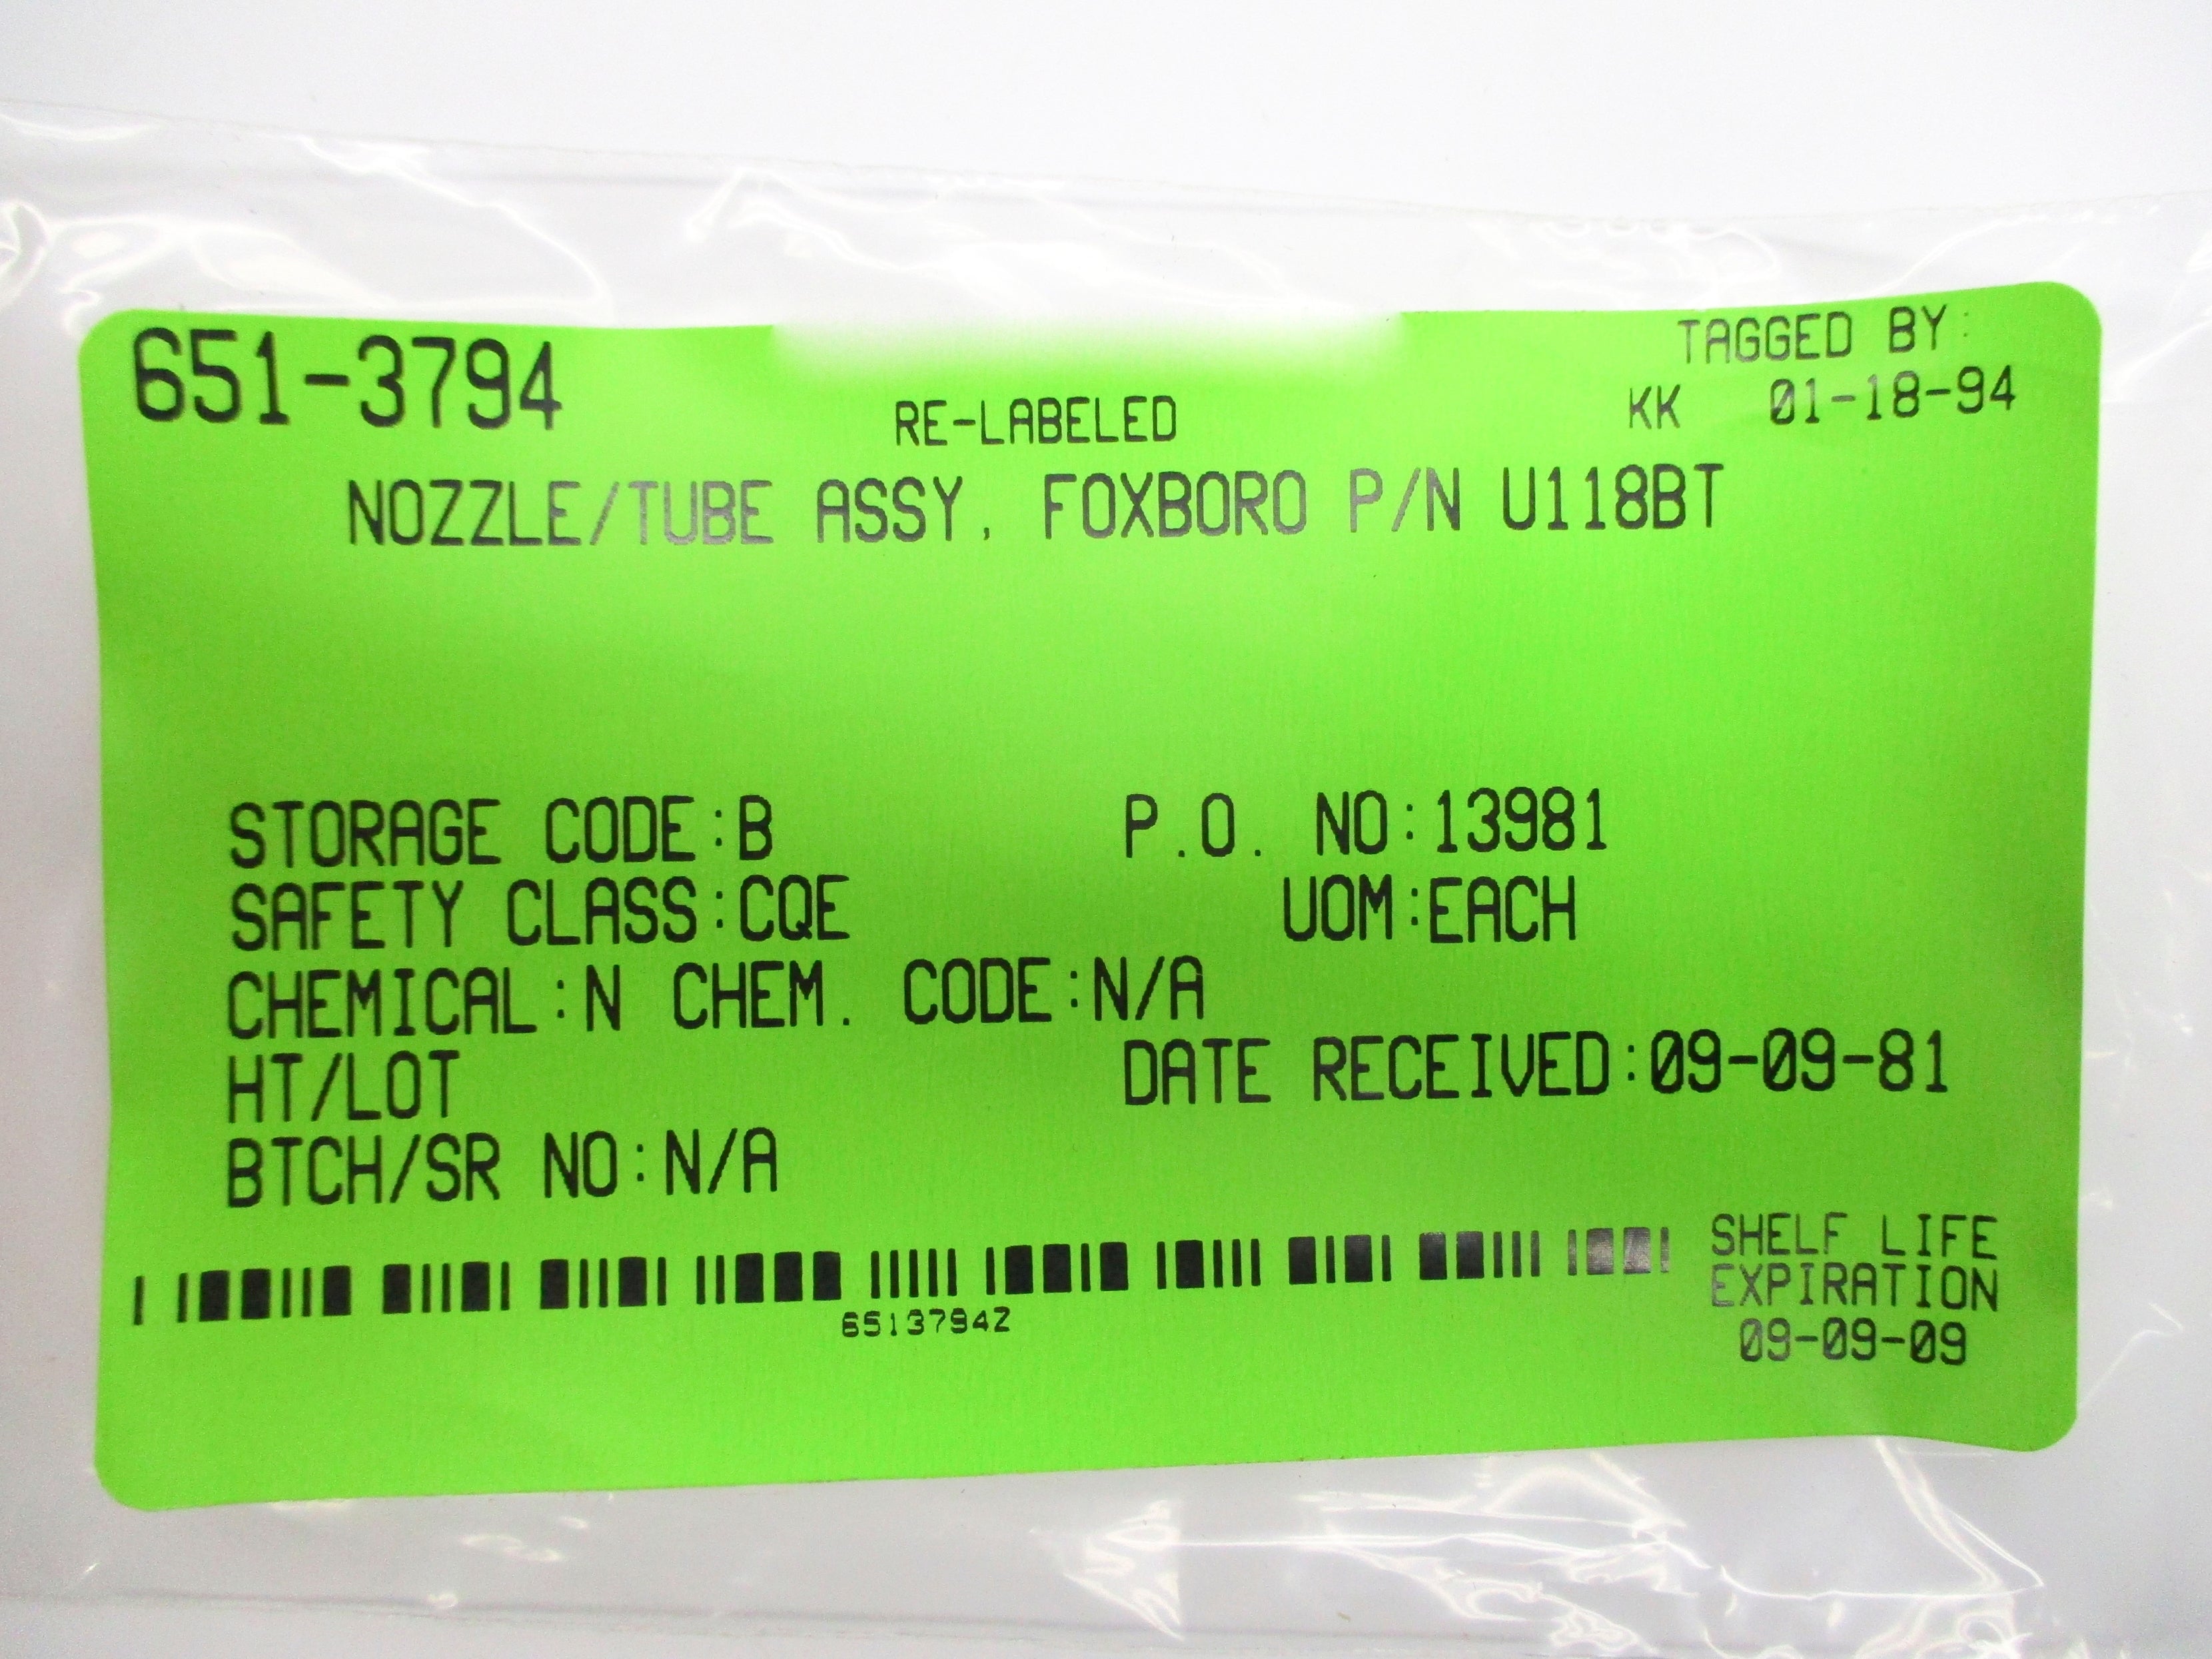 651-3794
TAGGED BY:
RE-LABELED
KK 01-18-94
NOZZLE/TUBE ASSY, FOXBORO P/N U118BT
STORAGE CODE:B P.O. NO:13981
SAFETY CLASS:CQE UOM:EACH
CHEMICAL:N CHEM. CODE:N/A
HT/LOT DATE RECEIVED:09-09-81
BTCH/SR NO:N/A
6513794Z
SHELF LIFE
EXPIRATION
09-09-09